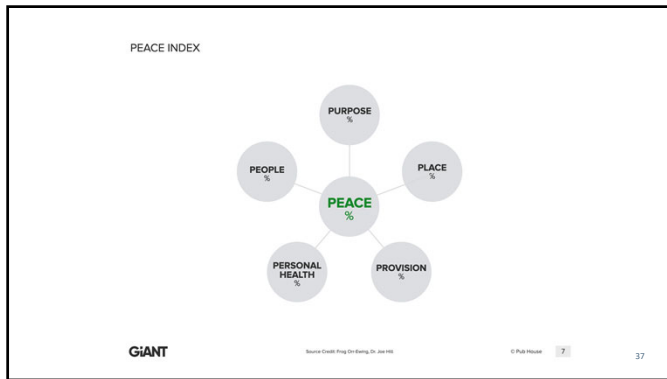 PEACE INDEX
PURPOSE
%
PEOPLE
%
PLACE
%
PEACE
%
PERSONAL
HEALTH
%
PROVISION
%
GiANT
Source Credit: Frog Orr-Ewing, Dr. Joe Hill
© Pub House
7
37